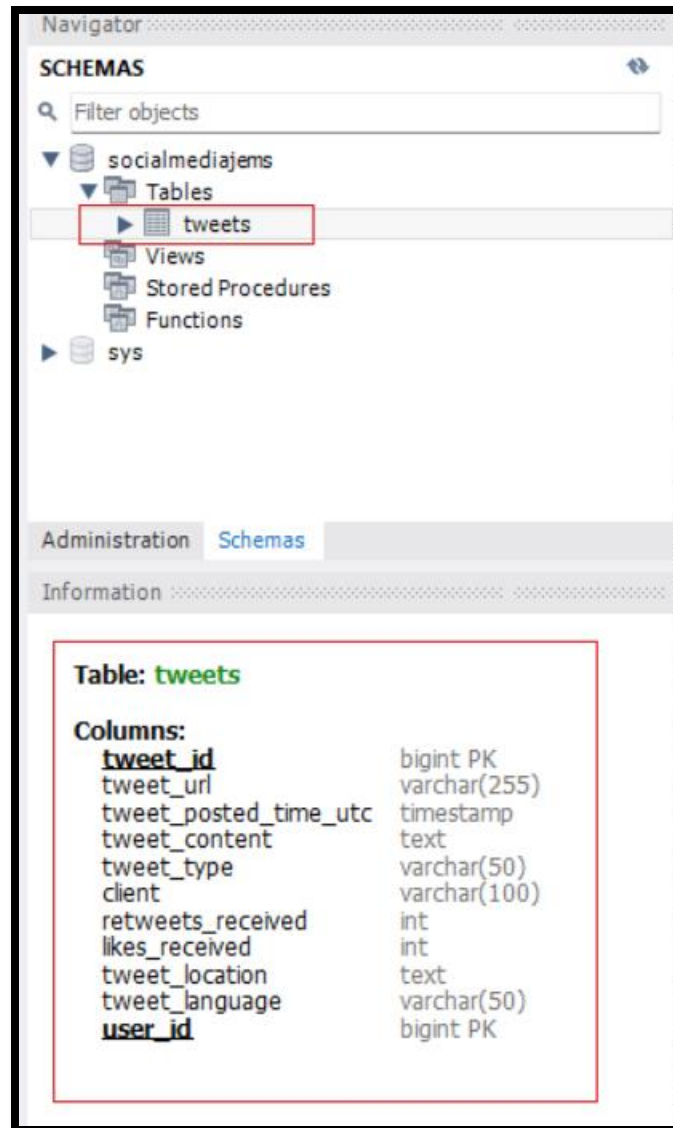 Navigator
SCHEMAS
Filter objects
socialmediajems
Tables
tweets
Views
Stored Procedures
Functions
sys
Administration Schemas
Information
Table: tweets
Columns:
tweet_id bigint PK
tweet_url varchar(255)
tweet_posted_time_utc timestamp
tweet_content text
tweet_type varchar(50)
client varchar(100)
retweets_received int
likes_received int
tweet_location text
tweet_language varchar(50)
user_id bigint PK